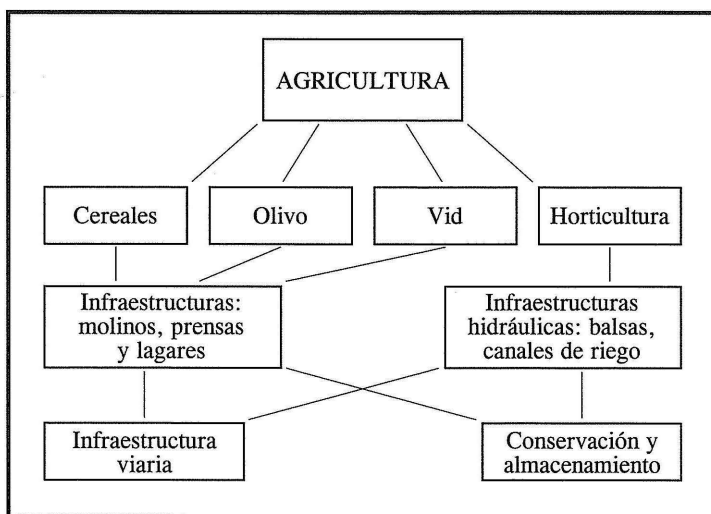 AGRICULTURA
Cereales
Olivo
Vid
Horticultura
Infraestructuras:
molinos, prensas
y lagares
Infraestructuras
hidráulicas: balsas,
canales de riego
Infraestructura
viaria
Conservación y
almacenamiento